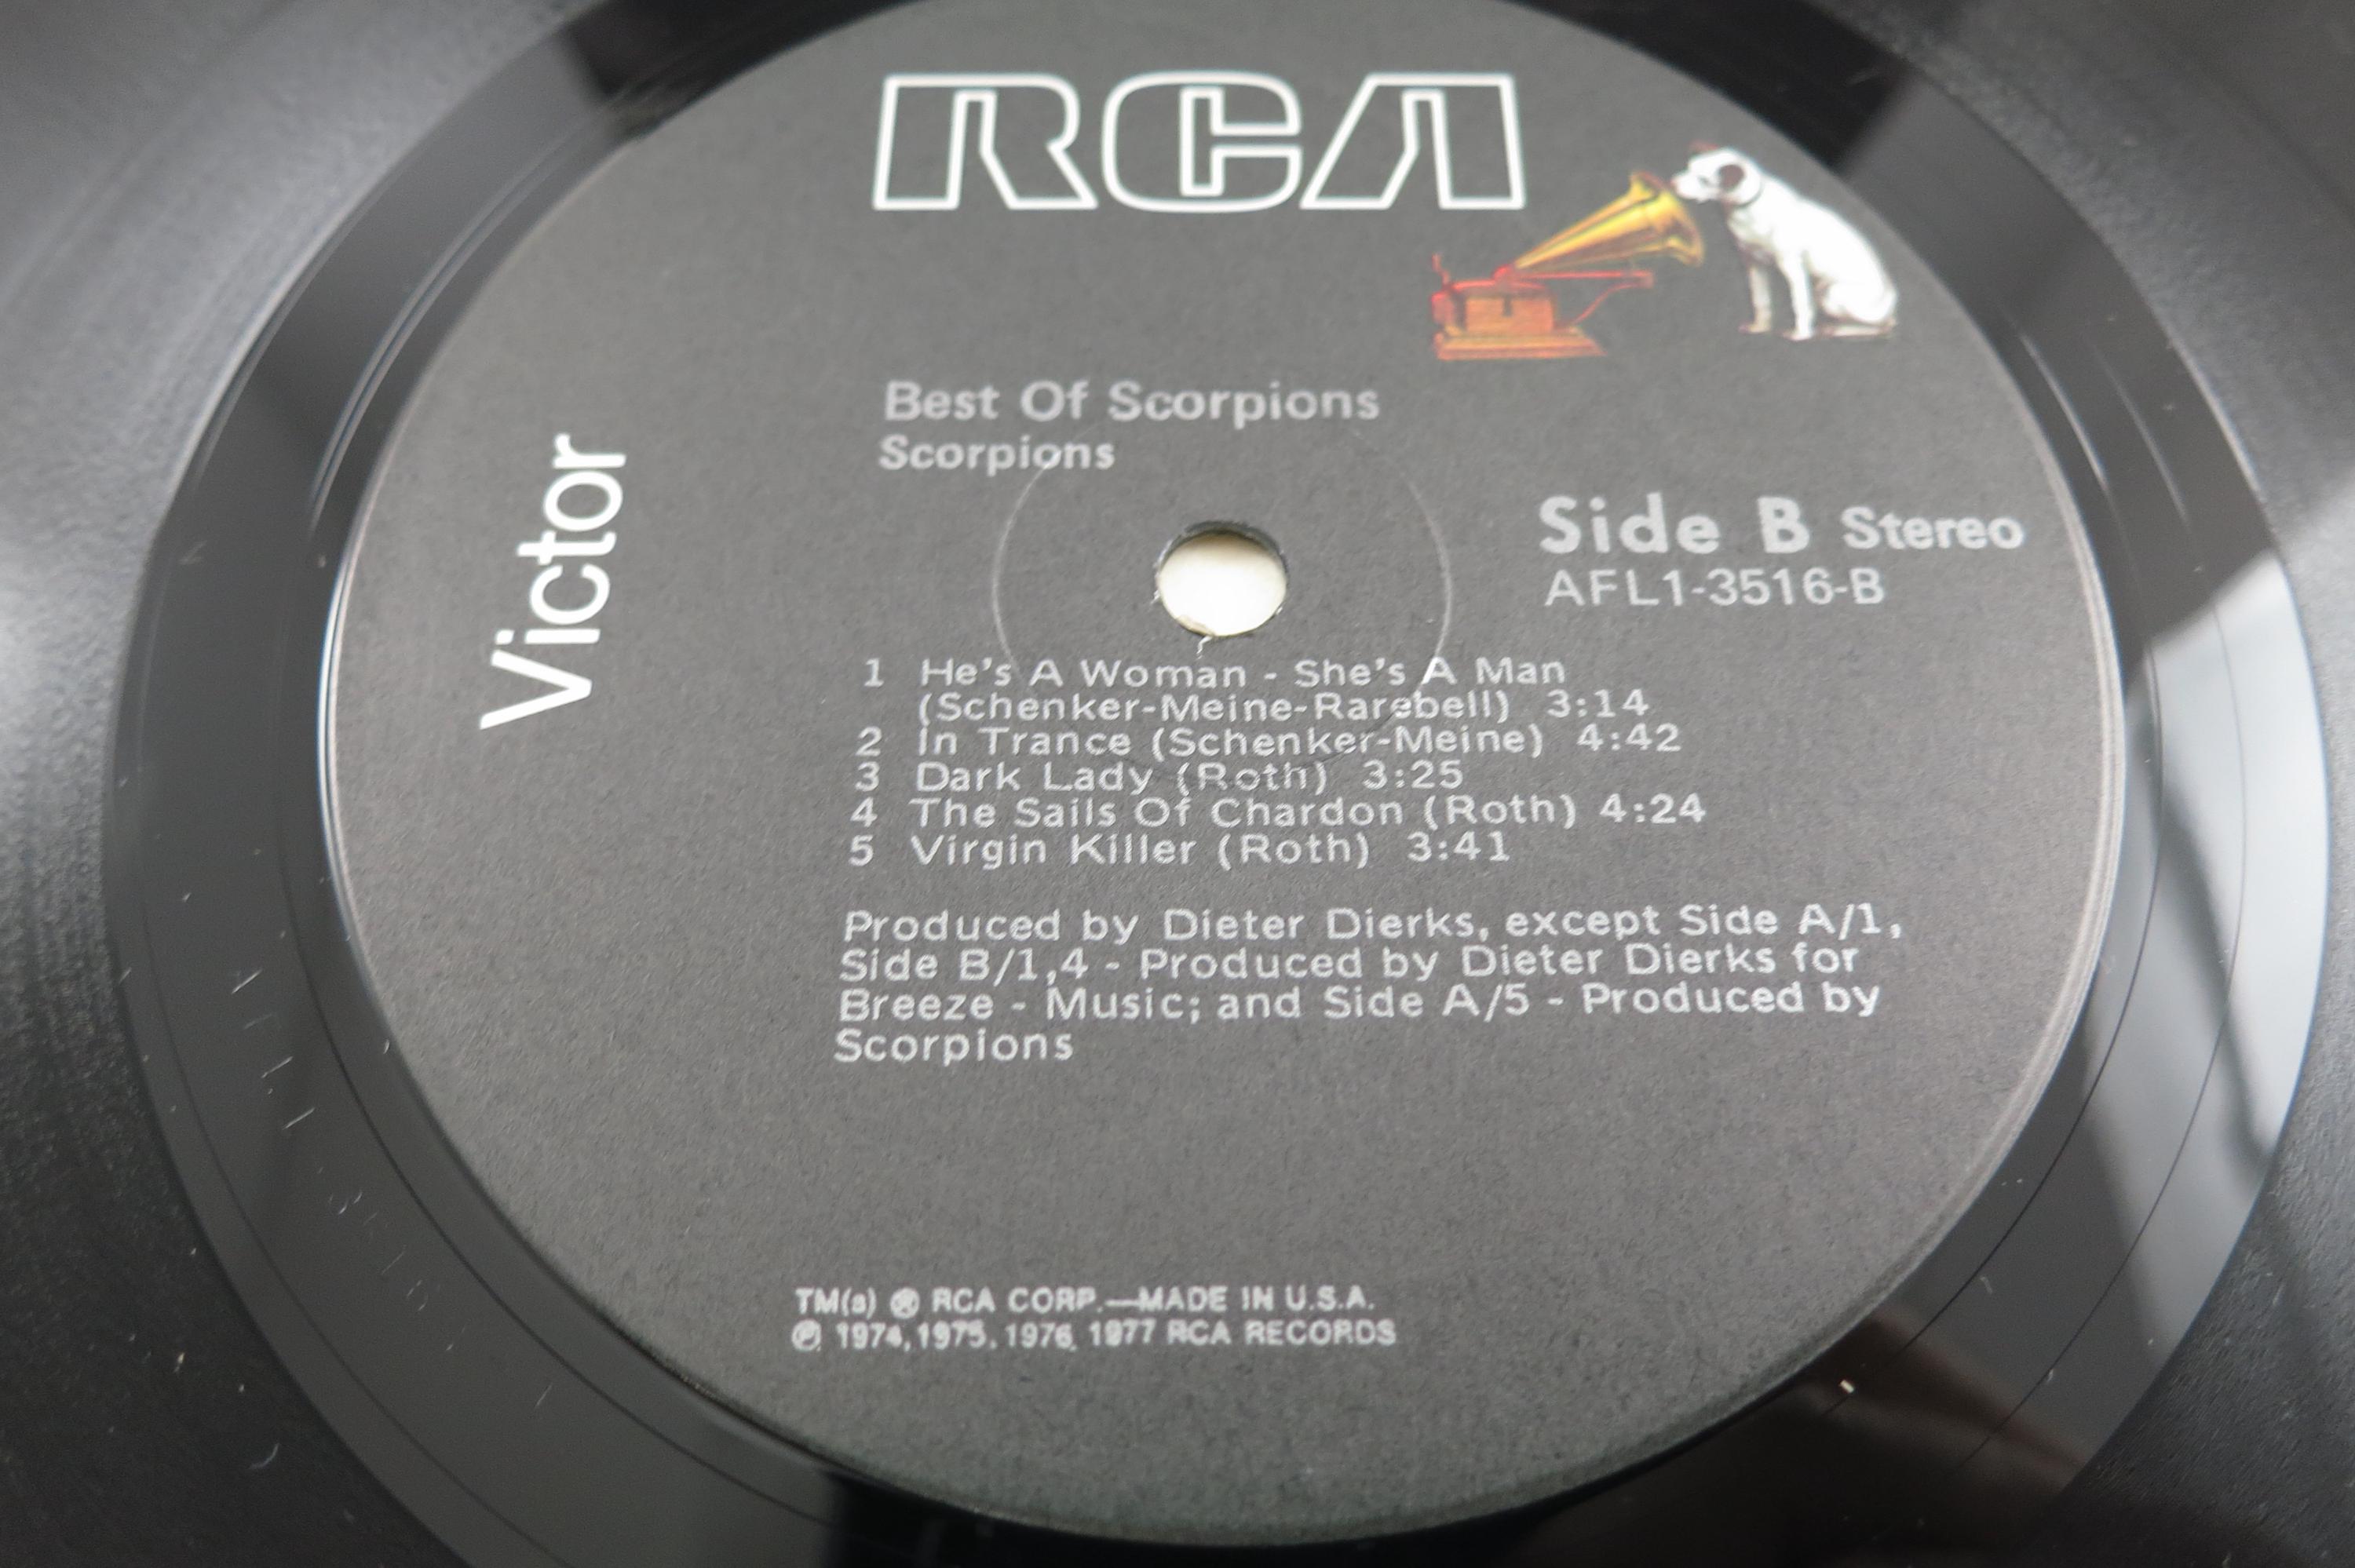 RCA
Victor
Best Of Scorpions
Scorpions
Side B Stereo
AFL1-3516-B
1 He's A Woman - She's A Man
(Schenker-Meine-Rarebell) 3:14
2 In Trance (Schenker-Meine) 4:42
3 Dark Lady (Roth) 3:25
4 The Sails Of Chardon (Roth) 4:24
5 Virgin Killer (Roth) 3:41
Produced by Dieter Dierks, except Side A/1,
Side B/1,4 - Produced by Dieter Dierks for
Breeze - Music; and Side A/5 - Produced by
Scorpions
TM(s) ® RCA CORP.—MADE IN U.S.A.
℗ 1974, 1975, 1976, 1977 RCA RECORDS